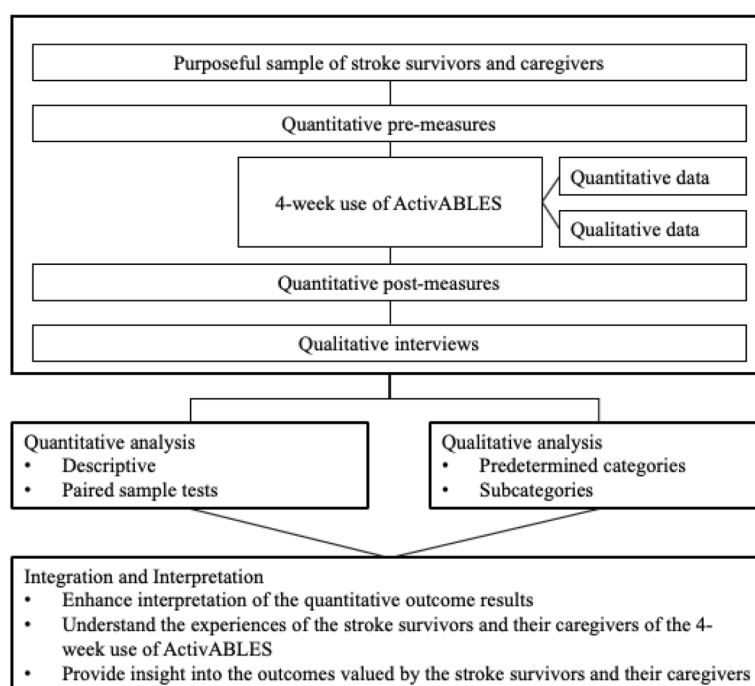 Purposeful sample of stroke survivors and caregivers
Quantitative pre-measures
4-week use of ActivABLES
Quantitative data
Qualitative data
Quantitative post-measures
Qualitative interviews
Quantitative analysis
• Descriptive
• Paired sample tests
Qualitative analysis
• Predetermined categories
• Subcategories
Integration and Interpretation
• Enhance interpretation of the quantitative outcome results
• Understand the experiences of the stroke survivors and their caregivers of the 4-
week use of ActivABLES
• Provide insight into the outcomes valued by the stroke survivors and their caregivers